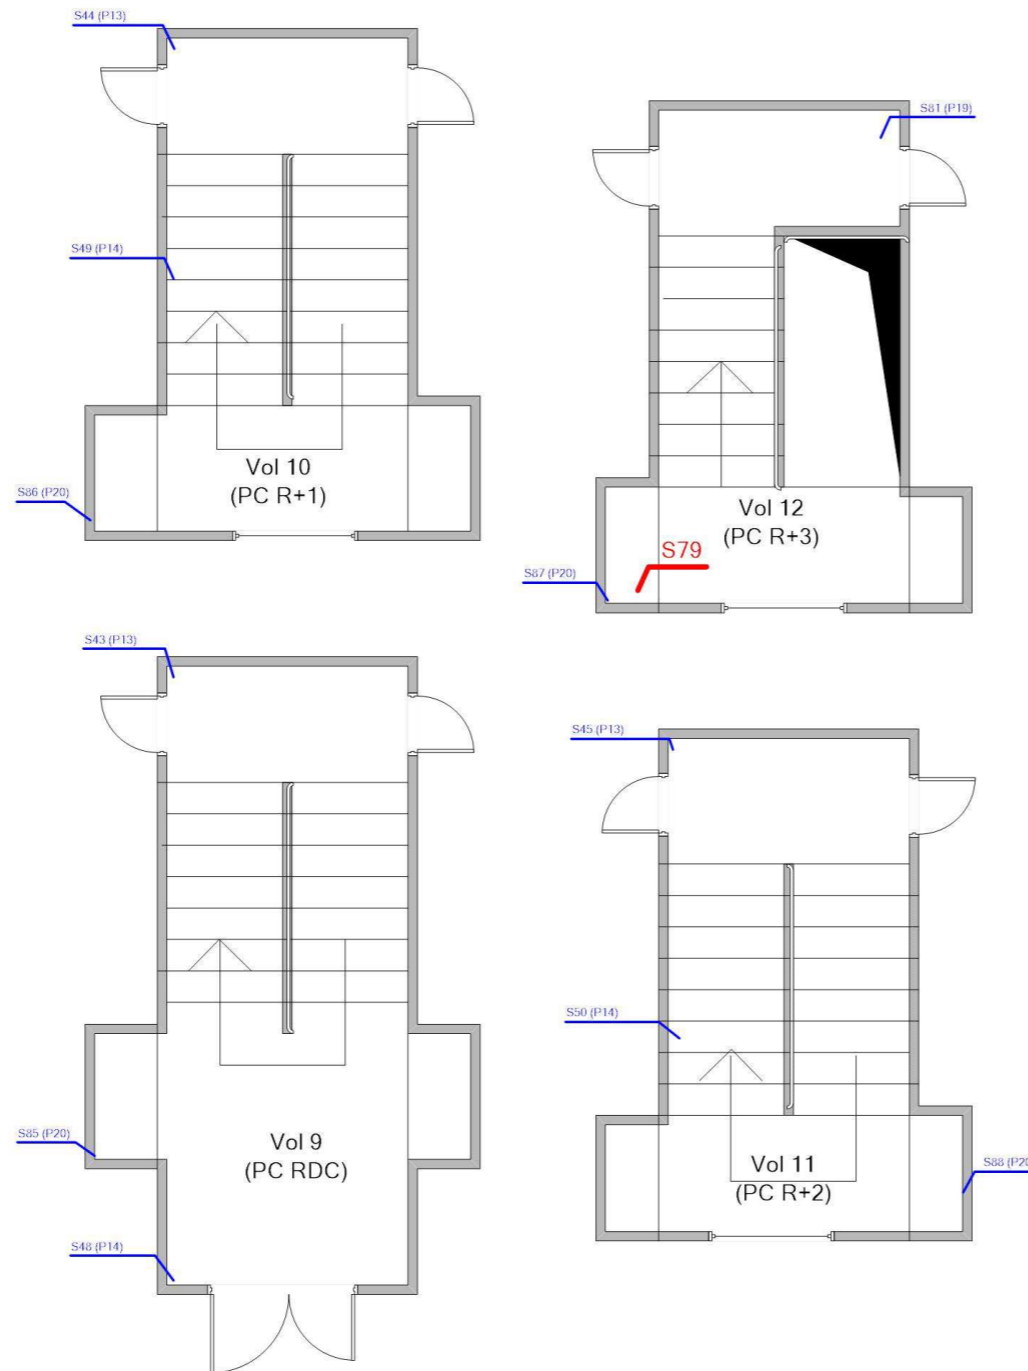 S44 (P13)
S49 (P14)
Vol 10
(PC R+1)
S86 (P20)
S81 (P19)
Vol 12
(PC R+3)
S79
S87 (P20)
S43 (P13)
Vol 9
(PC RDC)
S85 (P20)
S48 (P14)
S45 (P13)
S50 (P14)
Vol 11
(PC R+2)
S88 (P20